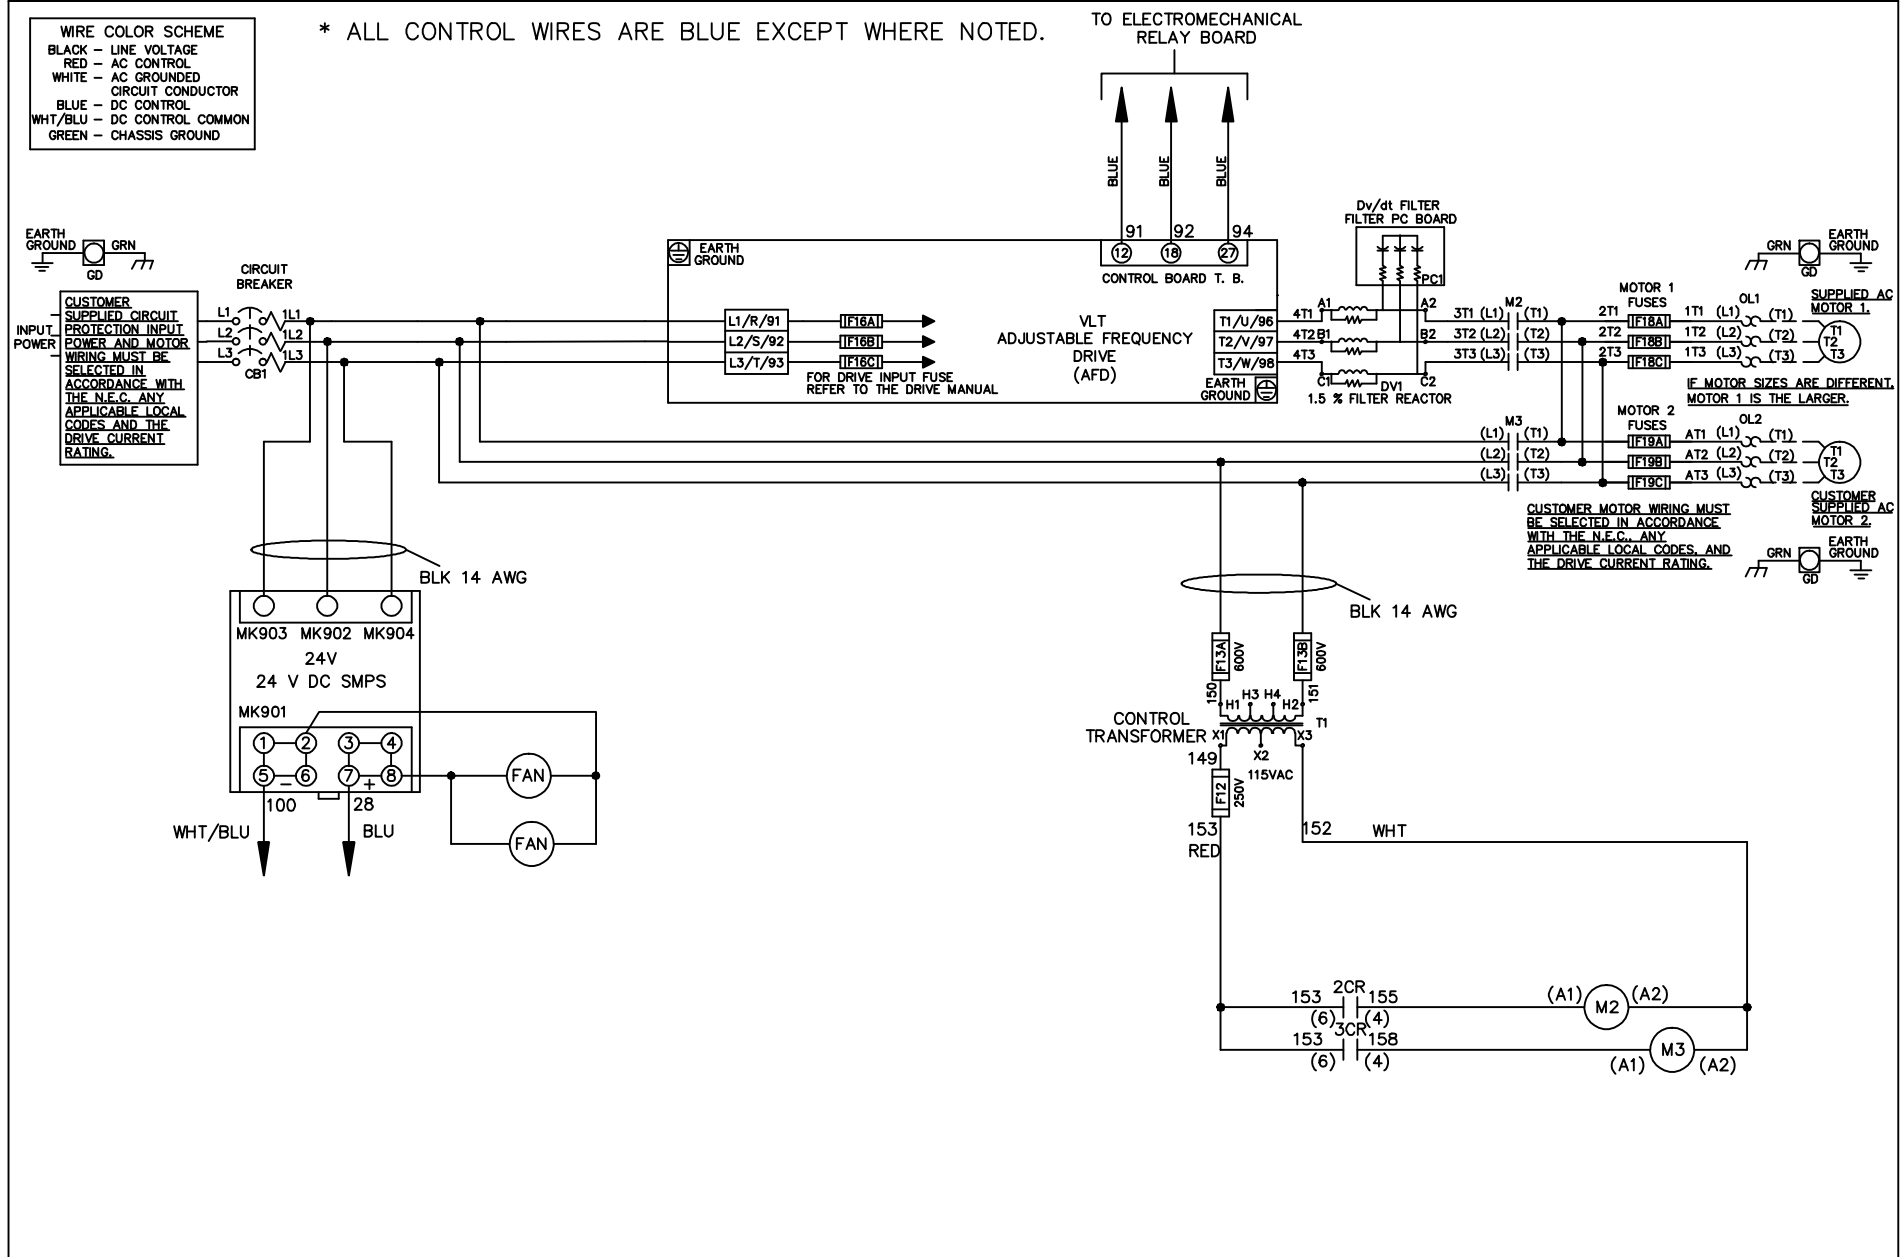 WIRE COLOR SCHEME
BLACK – LINE VOLTAGE
RED – AC CONTROL
WHITE – AC GROUNDED
CIRCUIT CONDUCTOR
BLUE – DC CONTROL
WHT/BLU – DC CONTROL COMMON
GREEN – CHASSIS GROUND
* ALL CONTROL WIRES ARE BLUE EXCEPT WHERE NOTED.
TO ELECTROMECHANICAL
RELAY BOARD
BLUE
BLUE
BLUE
91 92 94
12 18 27
CONTROL BOARD T. B.
EARTH
GROUND
GRN
GD
CIRCUIT
BREAKER
INPUT
POWER
CUSTOMER
SUPPLIED CIRCUIT
PROTECTION INPUT
POWER AND MOTOR
WIRING MUST BE
SELECTED IN
ACCORDANCE WITH
THE N.E.C. ANY
APPLICABLE LOCAL
CODES AND THE
DRIVE CURRENT
RATING.
L1 1L1
L2 1L2
L3 1L3
CB1
EARTH
GROUND
L1/R/91 F16A
L2/S/92 F16B
L3/T/93 F16C
FOR DRIVE INPUT FUSE
REFER TO THE DRIVE MANUAL
VLT
ADJUSTABLE FREQUENCY
DRIVE
(AFD)
T1/U/96
T2/V/97
T3/W/98
EARTH
GROUND
Dv/dt FILTER
FILTER PC BOARD
PC1
4T1 A1 A2
4T2 B1 B2
4T3
C1 DV1 C2
1.5 % FILTER REACTOR
M2
3T1 (L1) (T1)
3T2 (L2) (T2)
3T3 (L3) (T3)
MOTOR 1
FUSES
2T1 F18A 1T1 (L1) OL1 (T1)
2T2 F18B 1T2 (L2) (T2)
2T3 F18C 1T3 (L3) (T3)
GRN
EARTH
GROUND
GD
SUPPLIED AC
MOTOR 1.
T1
T2
T3
IF MOTOR SIZES ARE DIFFERENT,
MOTOR 1 IS THE LARGER.
M3
(L1) (T1)
(L2) (T2)
(L3) (T3)
MOTOR 2
FUSES
F19A AT1 (L1) OL2 (T1)
F19B AT2 (L2) (T2)
F19C AT3 (L3) (T3)
T1
T2
T3
CUSTOMER
SUPPLIED AC
MOTOR 2.
CUSTOMER MOTOR WIRING MUST
BE SELECTED IN ACCORDANCE
WITH THE N.E.C., ANY
APPLICABLE LOCAL CODES, AND
THE DRIVE CURRENT RATING.
GRN
EARTH
GROUND
GD
BLK 14 AWG
MK903 MK902 MK904
24V
24 V DC SMPS
MK901
1 2 3 4
5 – 6 7 + 8
100 28
WHT/BLU BLU
FAN
FAN
BLK 14 AWG
F13A 600V
F13B 600V
150 151
H1 H3 H4 H2
CONTROL
TRANSFORMER
T1
X1 X2 X3
149
115VAC
F12 250V
153
RED
152 WHT
153 2CR 155 (A1) M2 (A2)
(6) (4)
153 3CR 158 M3
(6) (4) (A1) (A2)